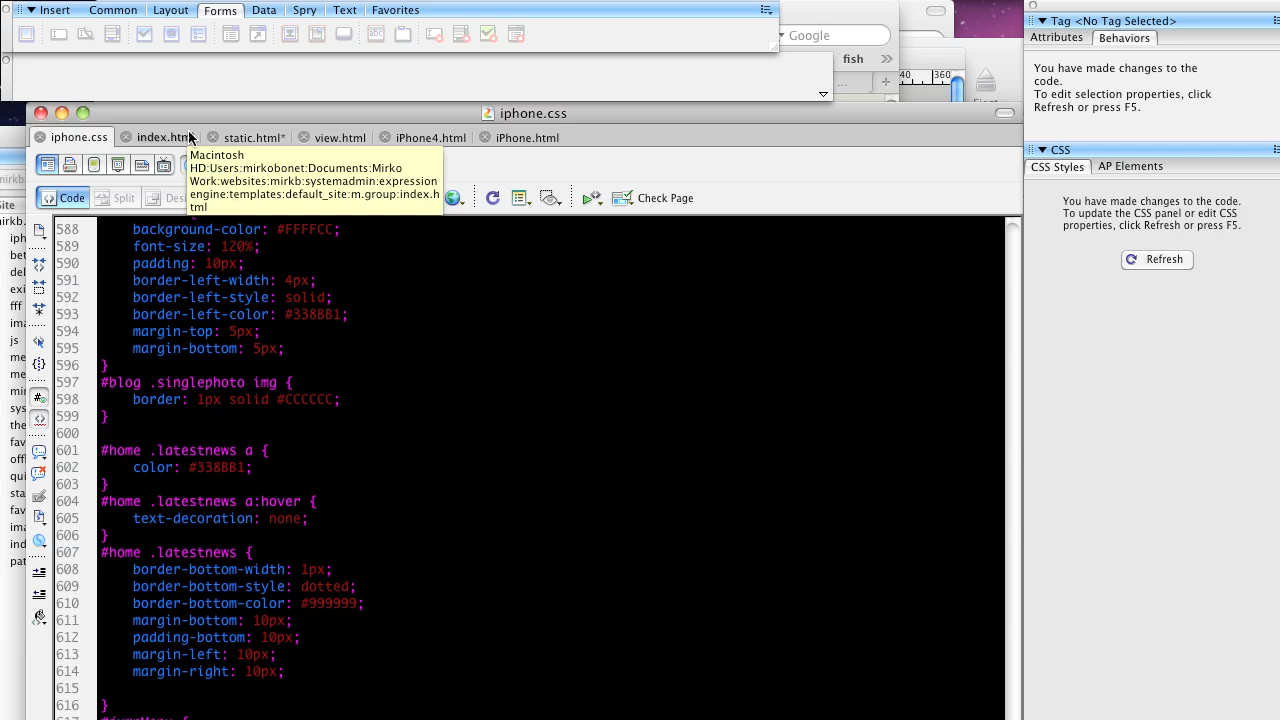 Insert Common Layout Forms Data Spry Text Favorites
Google
fish
40 360
Tag <No Tag Selected>
Attributes Behaviors
You have made changes to the
code.
To edit selection properties, click
Refresh or press F5.
iphone.css
iphone.css index.htm static.html* view.html iPhone4.html iPhone.html
Macintosh
HD:Users:mirkobonet:Documents:Mirko
Work:websites:mirkb:systemadmin:expression
engine:templates:default_site:m.group:index.h
tml
Code Split Des Check Page
CSS
CSS Styles AP Elements
You have made changes to the code.
To update the CSS panel or edit CSS
properties, click Refresh or press F5.
Refresh
588 background-color: #FFFFCC;
589 font-size: 120%;
590 padding: 10px;
591 border-left-width: 4px;
592 border-left-style: solid;
593 border-left-color: #338BB1;
594 margin-top: 5px;
595 margin-bottom: 5px;
596 }
597 #blog .singlephoto img {
598 border: 1px solid #CCCCCC;
599 }
600
601 #home .latestnews a {
602 color: #338BB1;
603 }
604 #home .latestnews a:hover {
605 text-decoration: none;
606 }
607 #home .latestnews {
608 border-bottom-width: 1px;
609 border-bottom-style: dotted;
610 border-bottom-color: #999999;
611 margin-bottom: 10px;
612 padding-bottom: 10px;
613 margin-left: 10px;
614 margin-right: 10px;
615
616 }